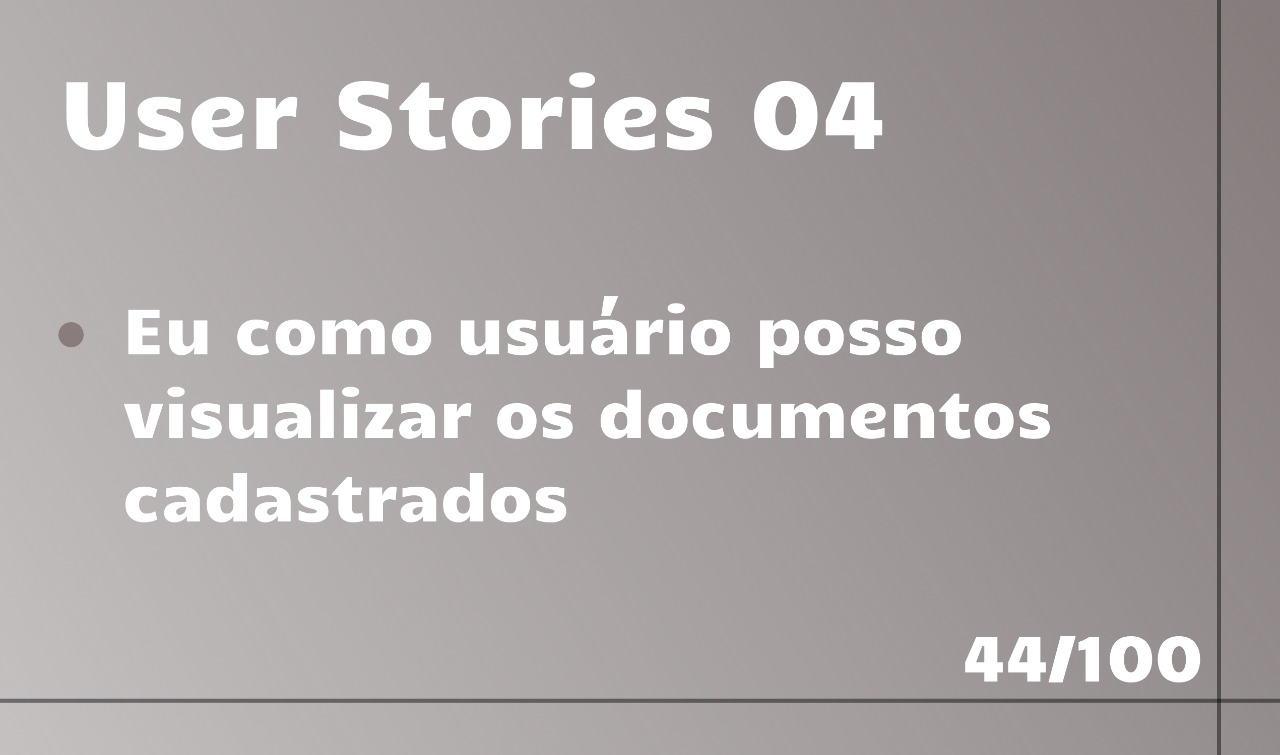 User Stories 04
Eu como usuário posso
visualizar os documentos
cadastrados
44/100